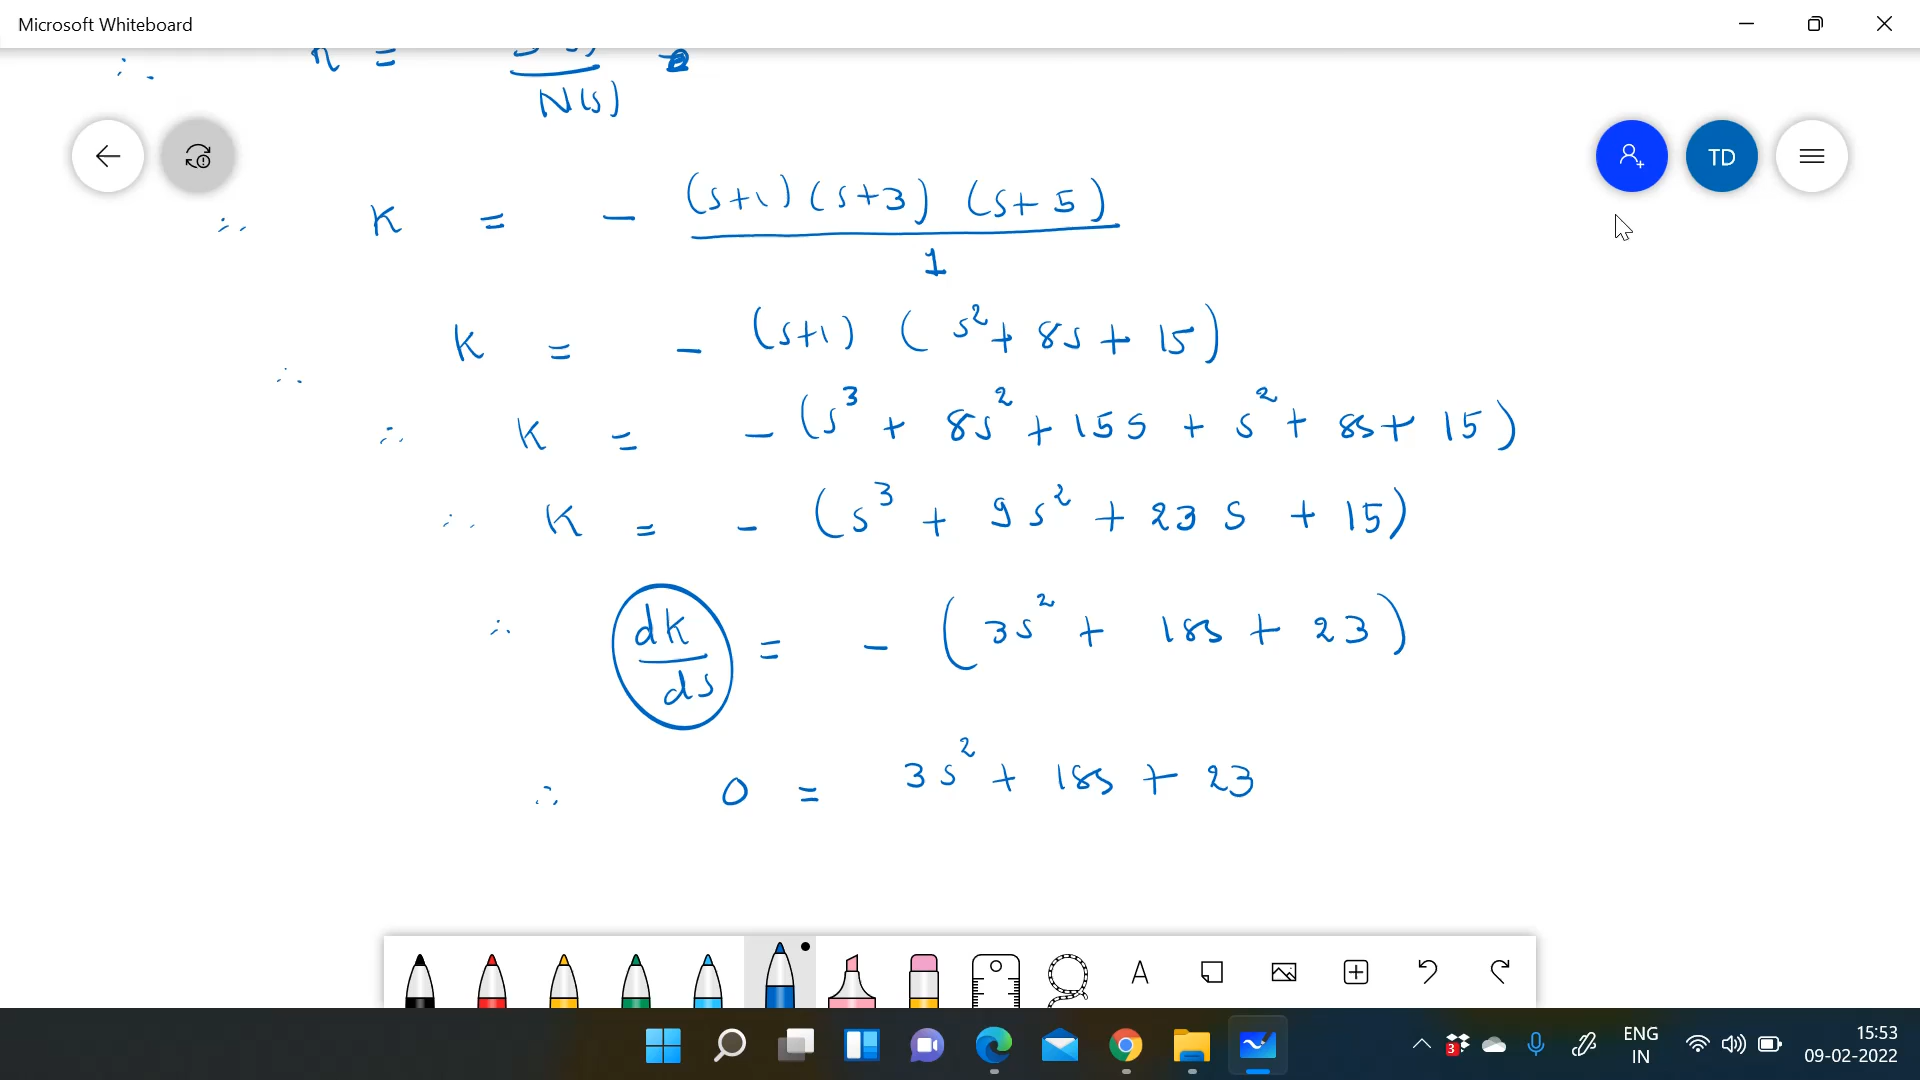 Microsoft Whiteboard
∴ =
N(s)
TD
∴ K = - (s+1) (s+3) (s+5)
1
∴ K = - (s+1) ( s² + 8s + 15)
∴ K = - (s³ + 8s² + 15s + s² + 8s + 15)
∴ K = - (s³ + 9s² + 23s + 15)
∴ dk = - (3s² + 18s + 23)
ds
∴ 0 = 3s² + 18s + 23
A
3
ENG
IN
15:53
09-02-2022